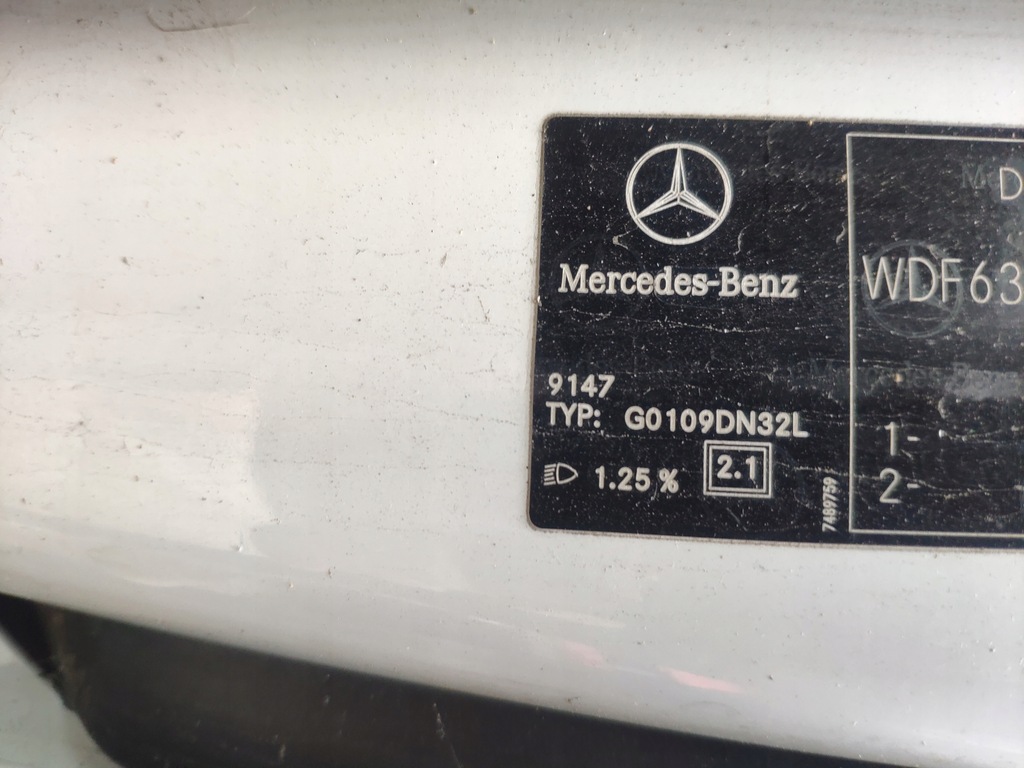 Mercedes-Benz
D
WDF63
9147
TYP: G0109DN32L
1.25 % 2.1
1-
2-
7489759